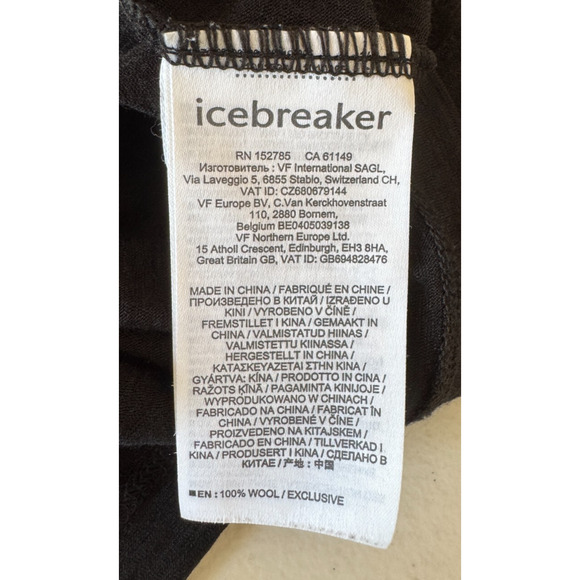 icebreaker
RN 152785 CA 61149
Изготовитель : VF International SAGL,
Via Laveggio 5, 6855 Stabio, Switzerland CH,
VAT ID: CZ680679144
VF Europe BV, C.Van Kerckhovenstraat
110, 2880 Bornem,
Belgium BE0405039138
VF Northern Europe Ltd.
15 Atholl Crescent, Edinburgh, EH3 8HA,
Great Britain GB, VAT ID: GB694828476
MADE IN CHINA / FABRIQUÉ EN CHINE /
ПРОИЗВЕДЕНО В КИТАЙ / IZRAĐENO U
KINI / VYROBENO V ČÍNĚ /
FREMSTILLET I KINA / GEMAAKT IN
CHINA / VALMISTATUD HIINAS /
VALMISTETTU KIINASSA /
HERGESTELLT IN CHINA /
ΚΑΤΑΣΚΕΥΑΖΕΤΑΙ ΣΤΗΝ ΚΙΝΑ /
GYÁRTVA: KÍNA / PRODOTTO IN CINA /
RAŽOTS ĶĪNĀ / PAGAMINTA KINIJOJE /
WYPRODUKOWANO W CHINACH /
FABRICADO NA CHINA / FABRICAT ÎN
CHINA / VYROBENÉ V ČÍNE /
PROIZVEDENO NA KITAJSKEM /
FABRICADO EN CHINA / TILLVERKAD I
KINA / PRODUSERT I KINA / СДЕЛАНО В
КИТАЕ / 产地 : 中国
EN : 100% WOOL / EXCLUSIVE